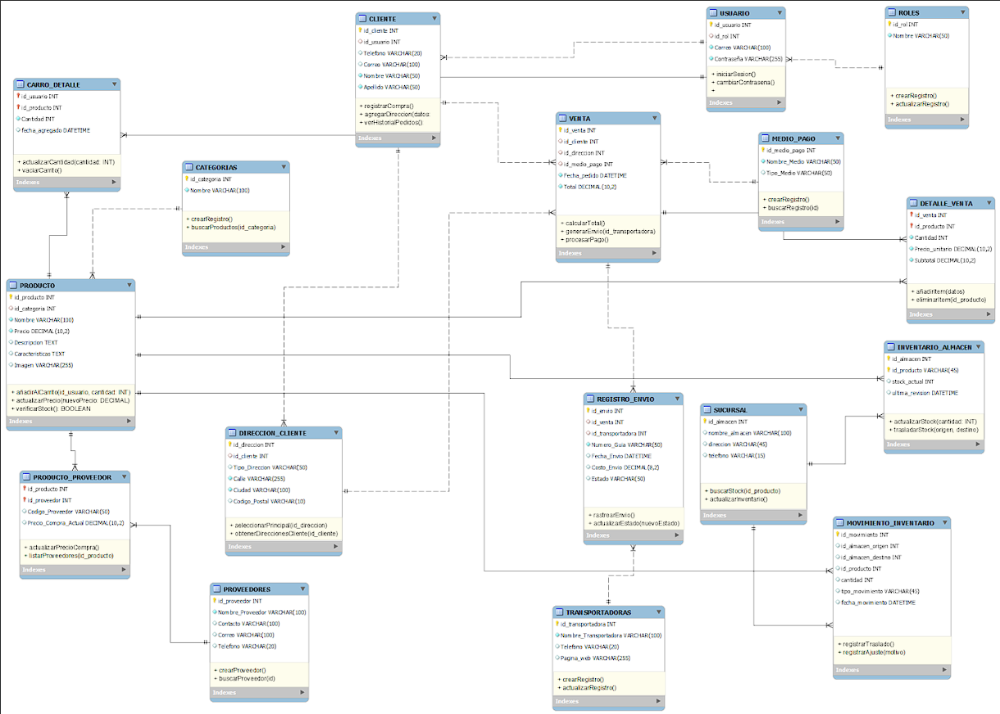 CLIENTE
id_cliente INT
id_usuario INT
Telefono VARCHAR(20)
Correo VARCHAR(100)
Nombre VARCHAR(50)
Apellido VARCHAR(50)
+ registrarCompra()
+ agregarDireccion(datos:
+ verHistorialPedidos()
Indexes
USUARIO
id_usuario INT
id_rol INT
Correo VARCHAR(100)
Contraseña VARCHAR(255)
+ iniciarSesion()
+ cambiarContrasena()
+
Indexes
ROLES
id_rol INT
Nombre VARCHAR(50)
+ crearRegistro()
+ actualizarRegistro()
Indexes
CARRO_DETALLE
id_usuario INT
id_producto INT
Cantidad INT
fecha_agregado DATETIME
+ actualizarCantidad(cantidad: INT)
+ vaciarCarrito()
Indexes
CATEGORIAS
id_categoria INT
Nombre VARCHAR(100)
+ crearRegistro()
+ buscarProductos(id_categoria)
Indexes
VENTA
id_venta INT
id_cliente INT
id_direccion INT
id_medio_pago INT
Fecha_pedido DATETIME
Total DECIMAL(10,2)
+ calcularTotal()
+ generarEnvio(id_transportadora)
+ procesarPago()
Indexes
MEDIO_PAGO
id_medio_pago INT
Nombre_Medio VARCHAR(50)
Tipo_Medio VARCHAR(50)
+ crearRegistro()
+ buscarRegistro(id)
Indexes
DETALLE_VENTA
id_venta INT
id_producto INT
Cantidad INT
Precio_unitario DECIMAL(10,2)
Subtotal DECIMAL(10,2)
+ añadirItem(datos)
+ eliminarItem(id_producto)
Indexes
PRODUCTO
id_producto INT
id_categoria INT
Nombre VARCHAR(100)
Precio DECIMAL(10,2)
Descripcion TEXT
Caracteristicas TEXT
Imagen VARCHAR(255)
+ añadirAlCarrito(id_usuario, cantidad: INT)
+ actualizarPrecio(nuevoPrecio: DECIMAL)
+ verificarStock() BOOLEAN
Indexes
INVENTARIO_ALMACEN
id_almacen INT
id_producto VARCHAR(45)
stock_actual INT
ultima_revision DATETIME
+ actualizarStock(cantidad: INT)
+ trasladarStock(origen, destino)
Indexes
REGISTRO_ENVIO
id_envio INT
id_venta INT
id_transportadora INT
Numero_Guia VARCHAR(50)
Fecha_Envio DATETIME
Costo_Envio DECIMAL(8,2)
Estado VARCHAR(50)
+ rastroarEnvio()
+ actualizarEstado(nuevoEstado)
Indexes
SUCURSAL
id_almacen INT
nombre_almacen VARCHAR(100)
direccion VARCHAR(45)
telefono VARCHAR(15)
+ buscarStock(id_producto)
+ actualizarInventario()
Indexes
DIRECCION_CLIENTE
id_direccion INT
id_cliente INT
Tipo_Direccion VARCHAR(50)
Calle VARCHAR(255)
Ciudad VARCHAR(100)
Codigo_Postal VARCHAR(10)
+ seleccionarPrincipal(id_direccion)
+ obtenerDireccionesCliente(id_cliente)
Indexes
PRODUCTO_PROVEEDOR
id_producto INT
id_proveedor INT
Codigo_Proveedor VARCHAR(50)
Precio_Compra_Actual DECIMAL(10,2)
+ actualizarPrecioCompra()
+ listarProveedores(id_producto)
Indexes
MOVIMIENTO_INVENTARIO
id_movimiento INT
id_almacen_origen INT
id_almacen_destino INT
id_producto INT
cantidad INT
tipo_movimiento VARCHAR(45)
fecha_movimiento DATETIME
+ registrarTraslado()
+ registrarAjuste(motivo)
Indexes
PROVEEDORES
id_proveedor INT
Nombre_Proveedor VARCHAR(100)
Contacto VARCHAR(100)
Correo VARCHAR(100)
Telefono VARCHAR(20)
+ crearProveedor()
+ buscarProveedor(id)
Indexes
TRANSPORTADORAS
id_transportadora INT
Nombre_Transportadora VARCHAR(100)
Telefono VARCHAR(20)
Pagina_web VARCHAR(255)
+ crearRegistro()
+ actualizarRegistro()
Indexes